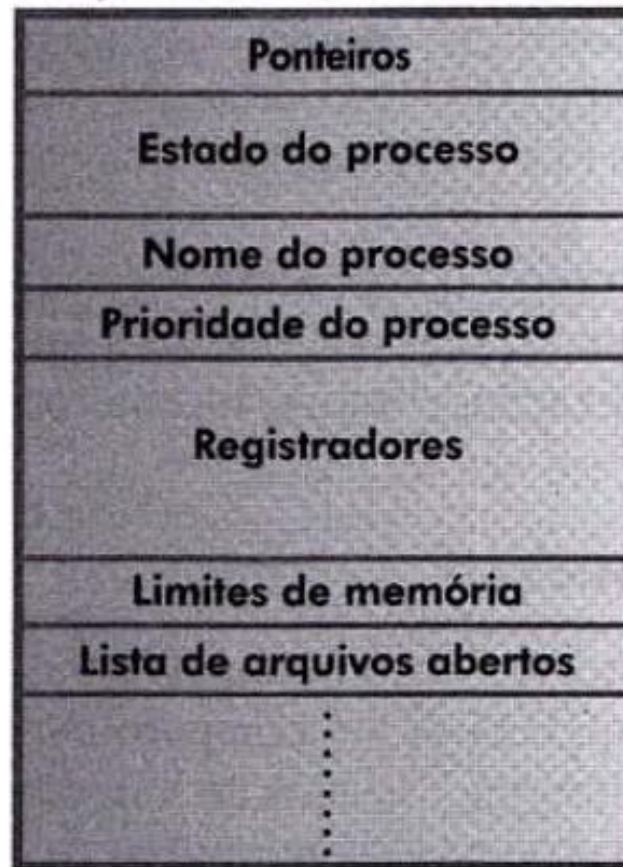 Ponteiros
Estado do processo
Nome do processo
Prioridade do processo
Registradores
Limites de memória
Lista de arquivos abertos